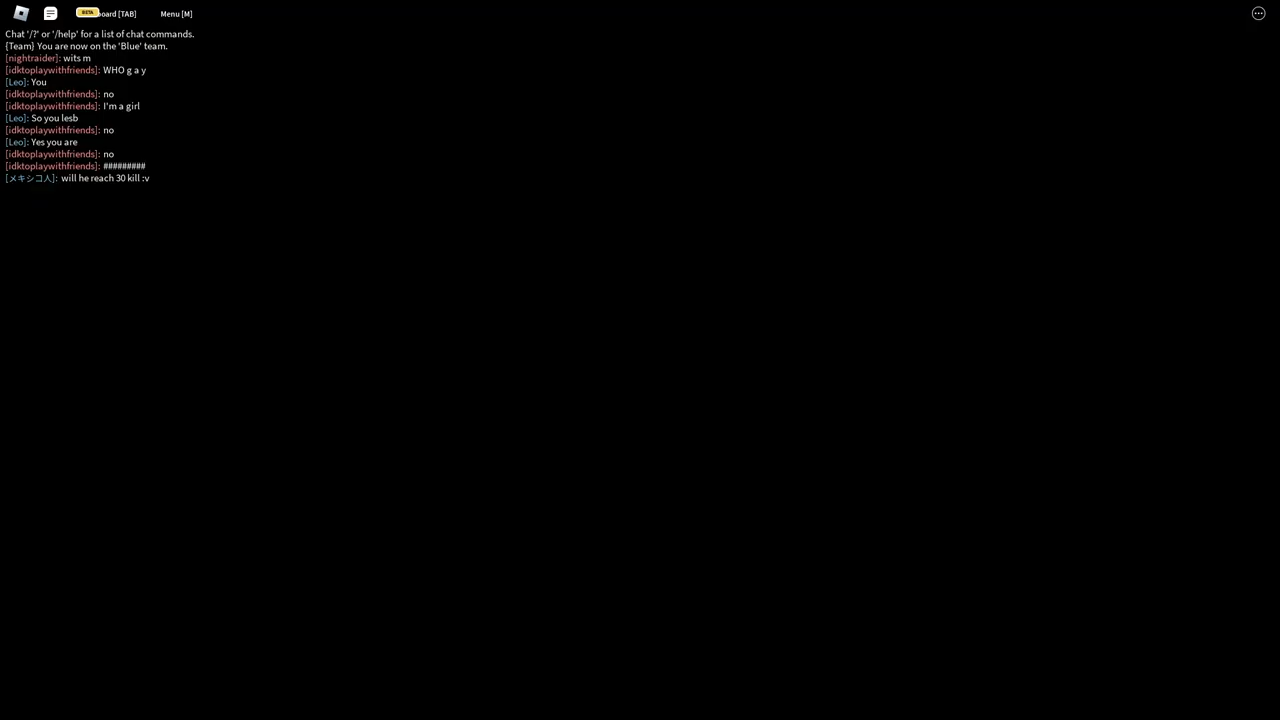 BETA
board [TAB]
Menu [M]
Chat '/?' or '/help' for a list of chat commands.
{Team} You are now on the 'Blue' team.
[nightraider]: wits m
[idktoplaywithfriends]: WHO g a y
[Leo]: You
[idktoplaywithfriends]: no
[idktoplaywithfriends]: I'm a girl
[Leo]: So you lesb
[idktoplaywithfriends]: no
[Leo]: Yes you are
[idktoplaywithfriends]: no
[idktoplaywithfriends]: #########
[メキシコ人]: will he reach 30 kill :v